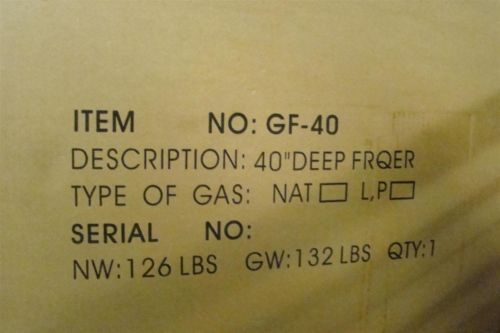 ITEM NO: GF-40
DESCRIPTION: 40"DEEP FRQER
TYPE OF GAS: NAT☐ L,P☐
SERIAL NO:
NW:126 LBS GW:132 LBS QTY:1